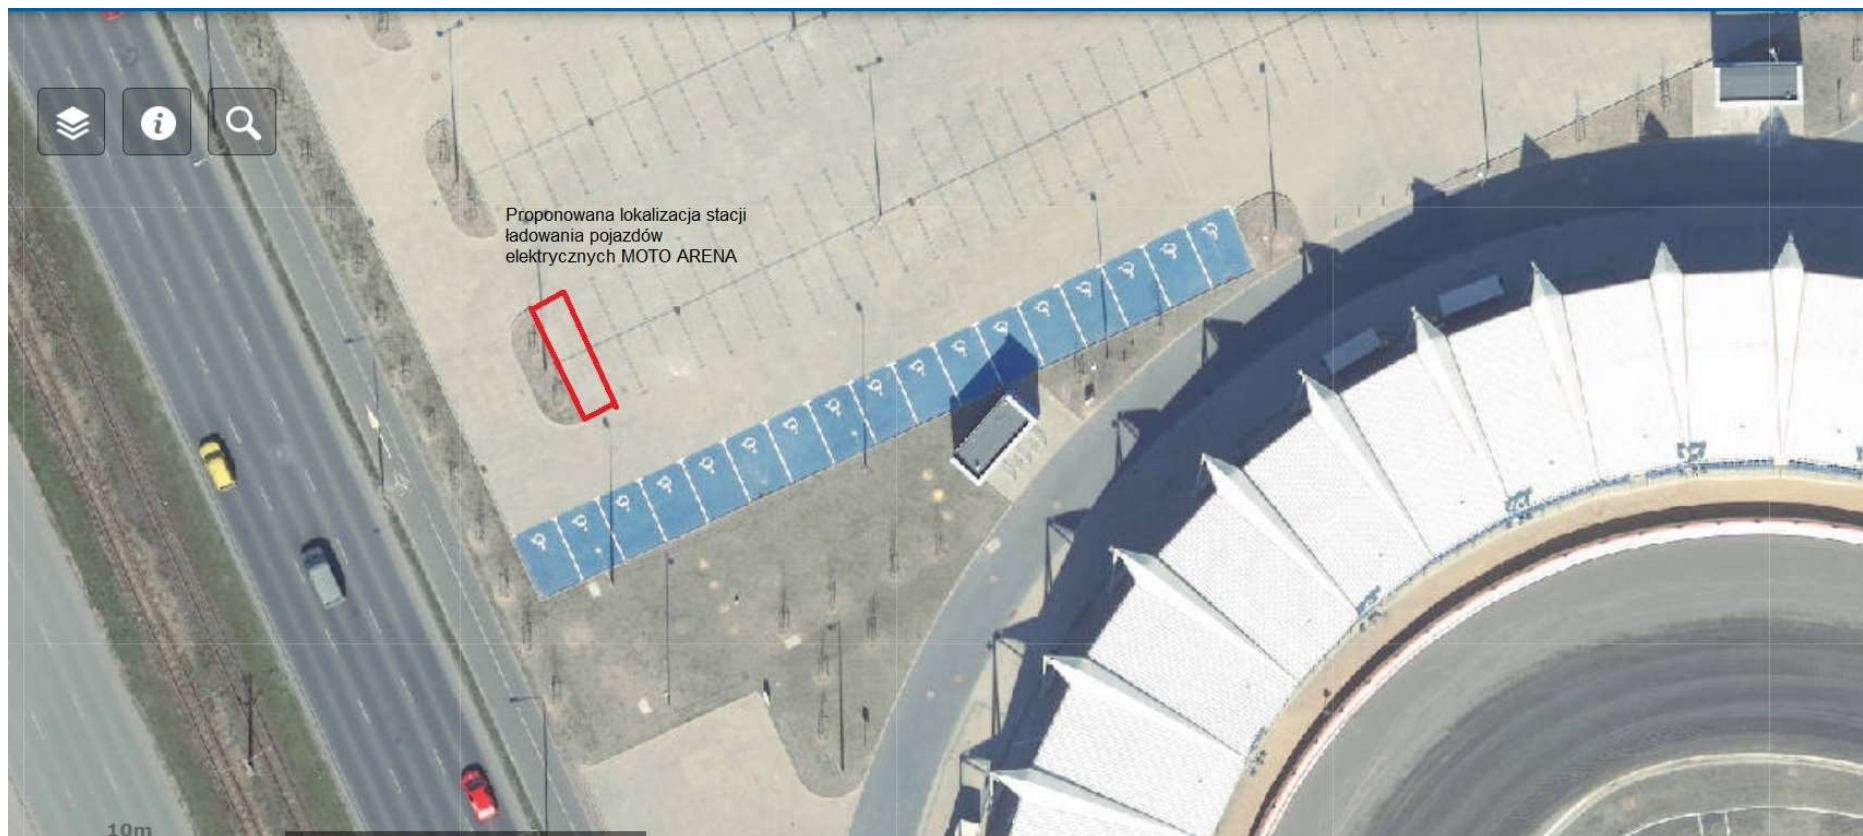 Proponowana lokalizacja stacji
ładowania pojazdów
elektrycznych MOTO ARENA
10m